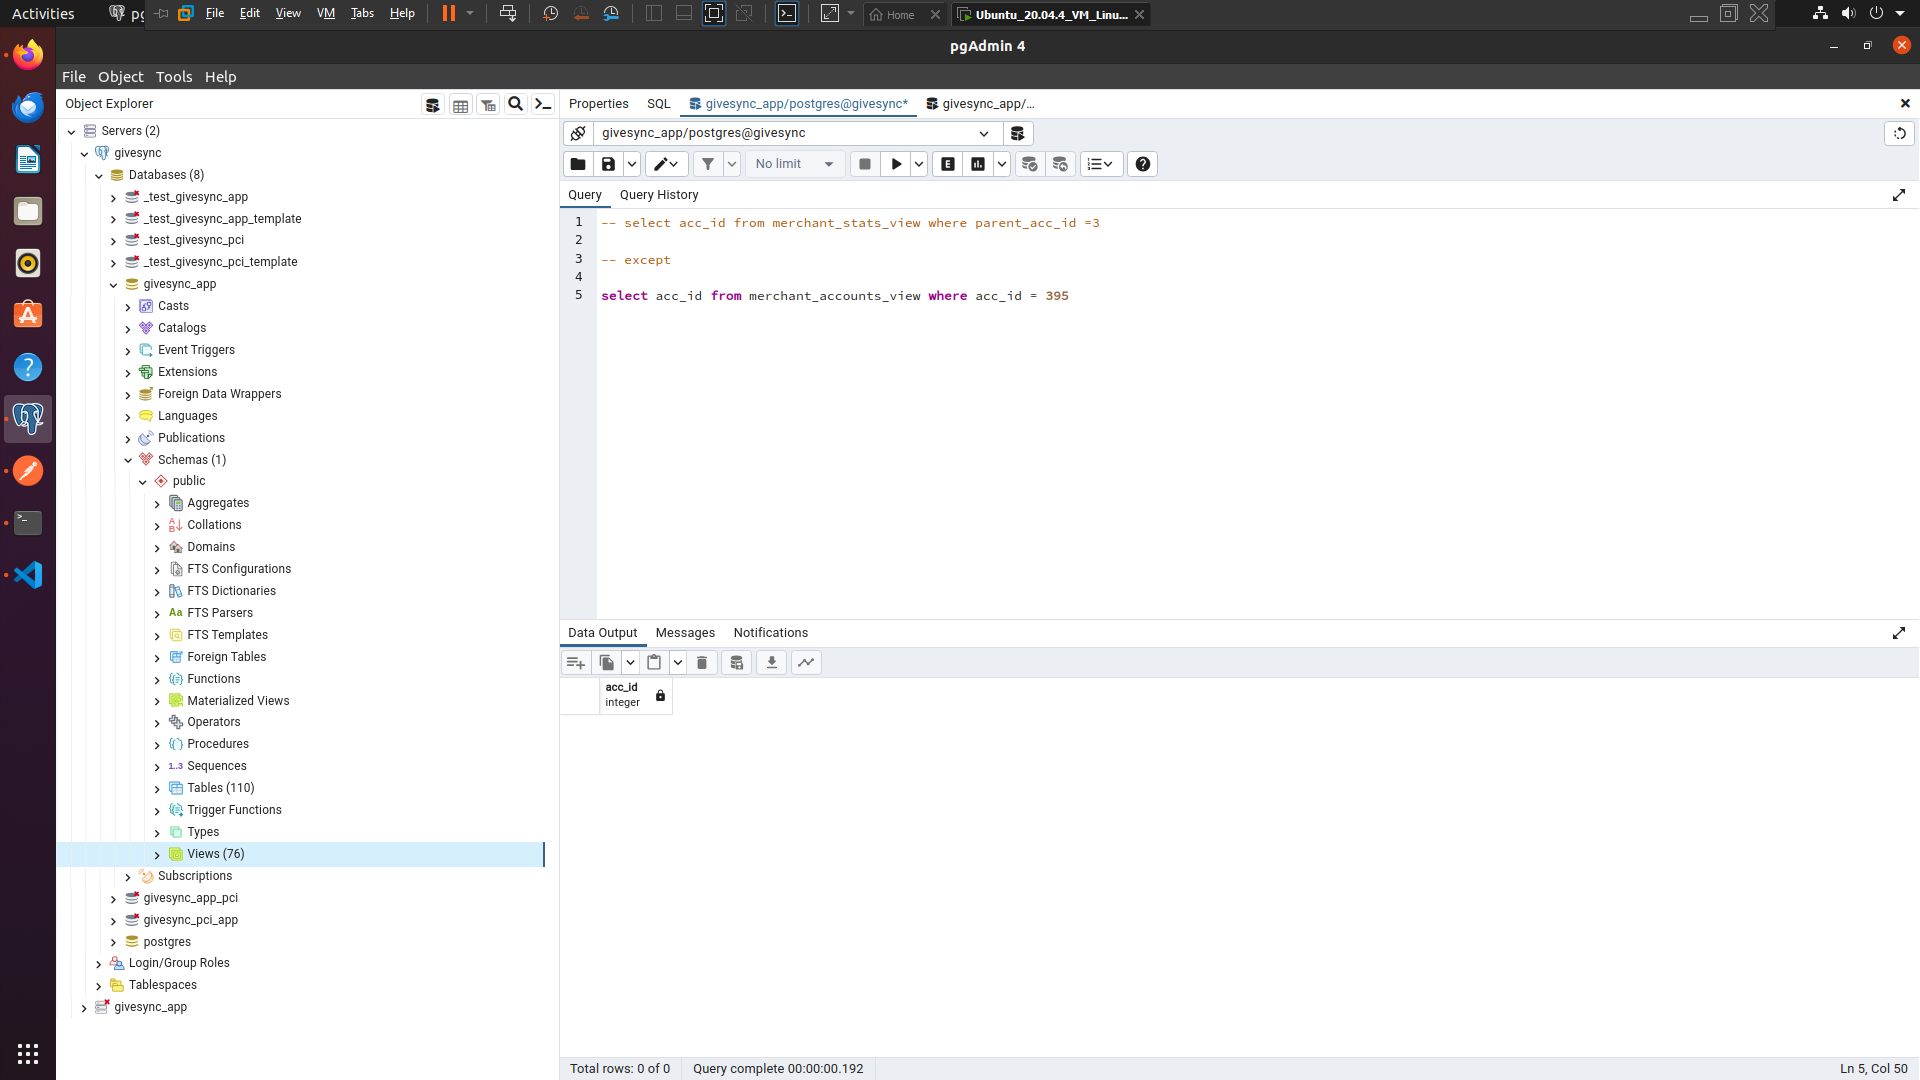 Activities
pg
File Edit View VM Tabs Help
Home
Ubuntu_20.04.4_VM_Linu...
pgAdmin 4
File Object Tools Help
Object Explorer
Servers (2)
givesync
Databases (8)
_test_givesync_app
_test_givesync_app_template
_test_givesync_pci
_test_givesync_pci_template
givesync_app
Casts
Catalogs
Event Triggers
Extensions
Foreign Data Wrappers
Languages
Publications
Schemas (1)
public
Aggregates
Collations
Domains
FTS Configurations
FTS Dictionaries
Aa FTS Parsers
FTS Templates
Foreign Tables
Functions
Materialized Views
Operators
Procedures
1..3 Sequences
Tables (110)
Trigger Functions
Types
Views (76)
Subscriptions
givesync_app_pci
givesync_pci_app
postgres
Login/Group Roles
Tablespaces
givesync_app
Properties SQL givesync_app/postgres@givesync* givesync_app/...
givesync_app/postgres@givesync
No limit
E
Query Query History
1 -- select acc_id from merchant_stats_view where parent_acc_id =3
2
3 -- except
4
5 select acc_id from merchant_accounts_view where acc_id = 395
Data Output Messages Notifications
acc_id
integer
Total rows: 0 of 0 Query complete 00:00:00.192 Ln 5, Col 50